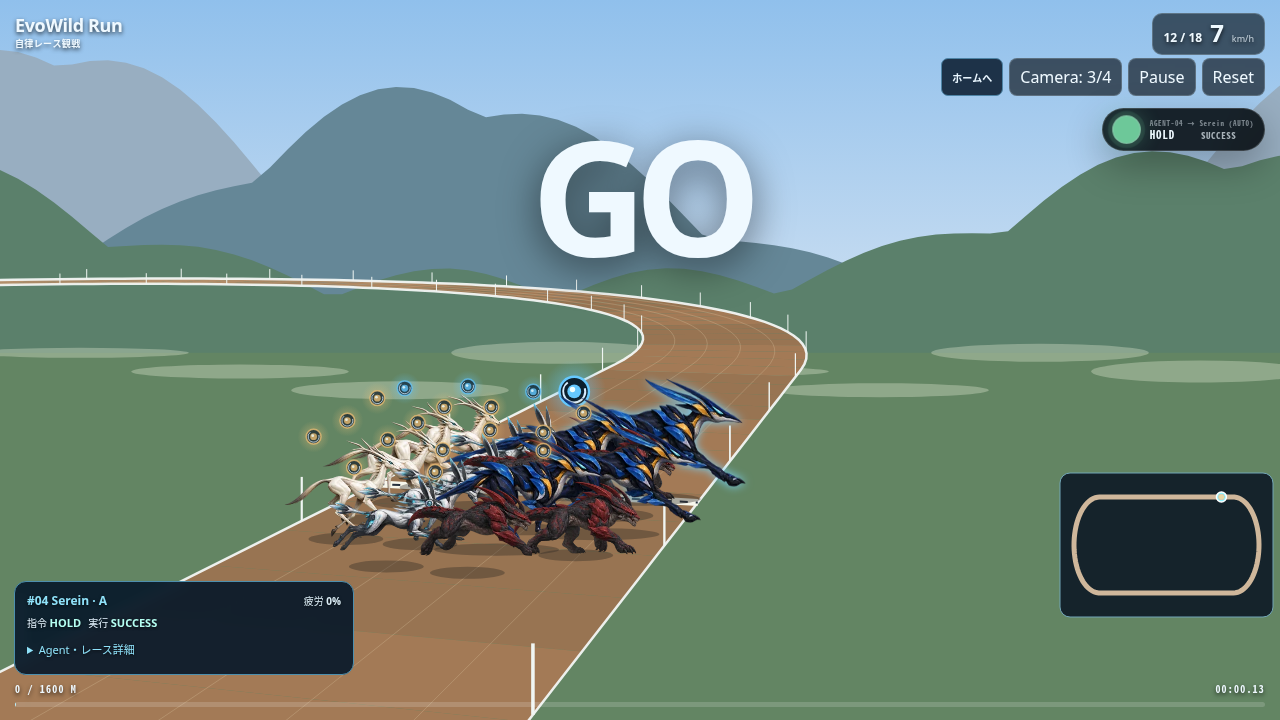 EvoWild Run
自律レース観戦
12 / 18 7 km/h
ホームへ Camera: 3/4 Pause Reset
AGENT-04 → Serein (AUTO)
HOLD SUCCESS
GO
#04 Serein · A 疲労 0%
指令 HOLD 実行 SUCCESS
▶ Agent・レース詳細
0 / 1600 M
00:00.13